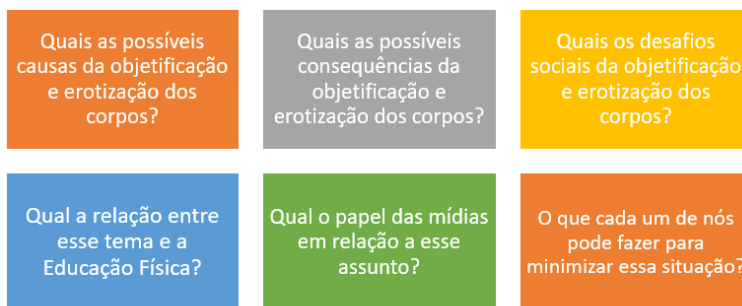 Quais as possíveis
causas da objetificação
e erotização dos
corpos?
Quais as possíveis
consequências da
objetificação e
erotização dos corpos?
Quais os desafios
sociais da objetificação
e erotização dos
corpos?
Qual a relação entre
esse tema e a
Educação Física?
Qual o papel das mídias
em relação a esse
assunto?
O que cada um de nós
pode fazer para
minimizar essa situação?